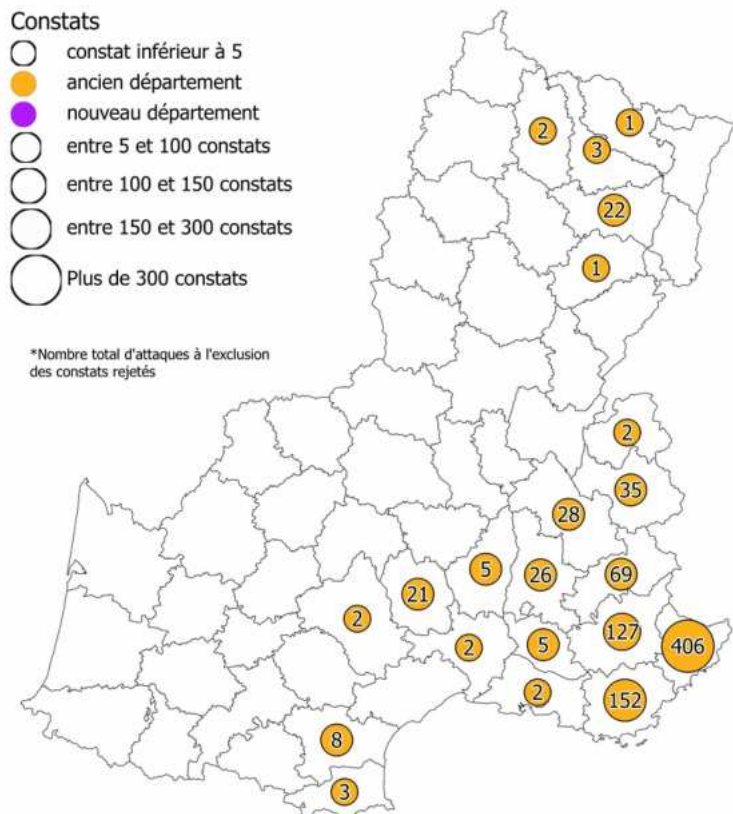 Constats
constat inférieur à 5
ancien département
nouveau département
entre 5 et 100 constats
entre 100 et 150 constats
entre 150 et 300 constats
Plus de 300 constats
*Nombre total d'attaques à l'exclusion
des constats rejetés
1
2
3
22
1
2
35
28
5
26
69
21
2
127
5
2
406
2
152
8
3